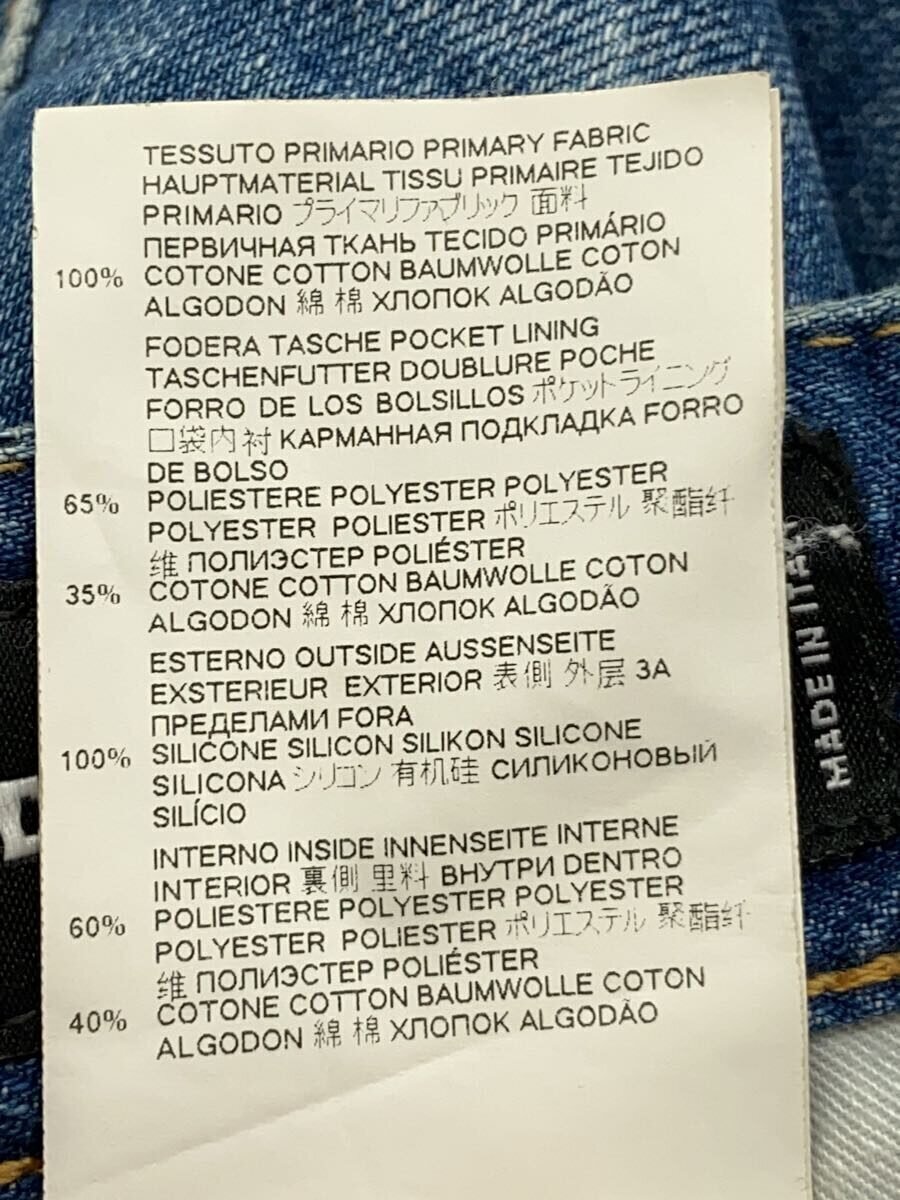 TESSUTO PRIMARIO PRIMARY FABRIC
HAUPTMATERIAL TISSU PRIMAIRE TEJIDO
PRIMARIO プライマリファブリック 面料
ПЕРВИЧНАЯ ТКАНЬ TECIDO PRIMÁRIO
100% COTONE COTTON BAUMWOLLE COTON
ALGODON 綿 棉 ХЛОПОК ALGODÃO
FODERA TASCHE POCKET LINING
TASCHENFUTTER DOUBLURE POCHE
FORRO DE LOS BOLSILLOS ポケットライニング
口袋内衬 КАРМАННАЯ ПОДКЛАДКА FORRO
DE BOLSO
65% POLIESTERE POLYESTER POLYESTER
POLYESTER POLIESTER ポリエステル 聚酯纤
维 ПОЛИЭСТЕР POLIÉSTER
35% COTONE COTTON BAUMWOLLE COTON
ALGODON 綿 棉 ХЛОПОК ALGODÃO
ESTERNO OUTSIDE AUSSENSEITE
EXSTERIEUR EXTERIOR 表側 外层 ЗА
ПРЕДЕЛАМИ FORA
100% SILICONE SILICON SILIKON SILICONE
SILICONA シリコン 有机硅 СИЛИКОНОВЫЙ
SILÍCIO
INTERNO INSIDE INNENSEITE INTERNE
INTERIOR 裏側 里料 ВНУТРИ DENTRO
60% POLIESTERE POLYESTER POLYESTER
POLYESTER POLIESTER ポリエステル 聚酯纤
维 ПОЛИЭСТЕР POLIÉSTER
40% COTONE COTTON BAUMWOLLE COTON
ALGODON 綿 棉 ХЛОПОК ALGODÃO
MADE IN